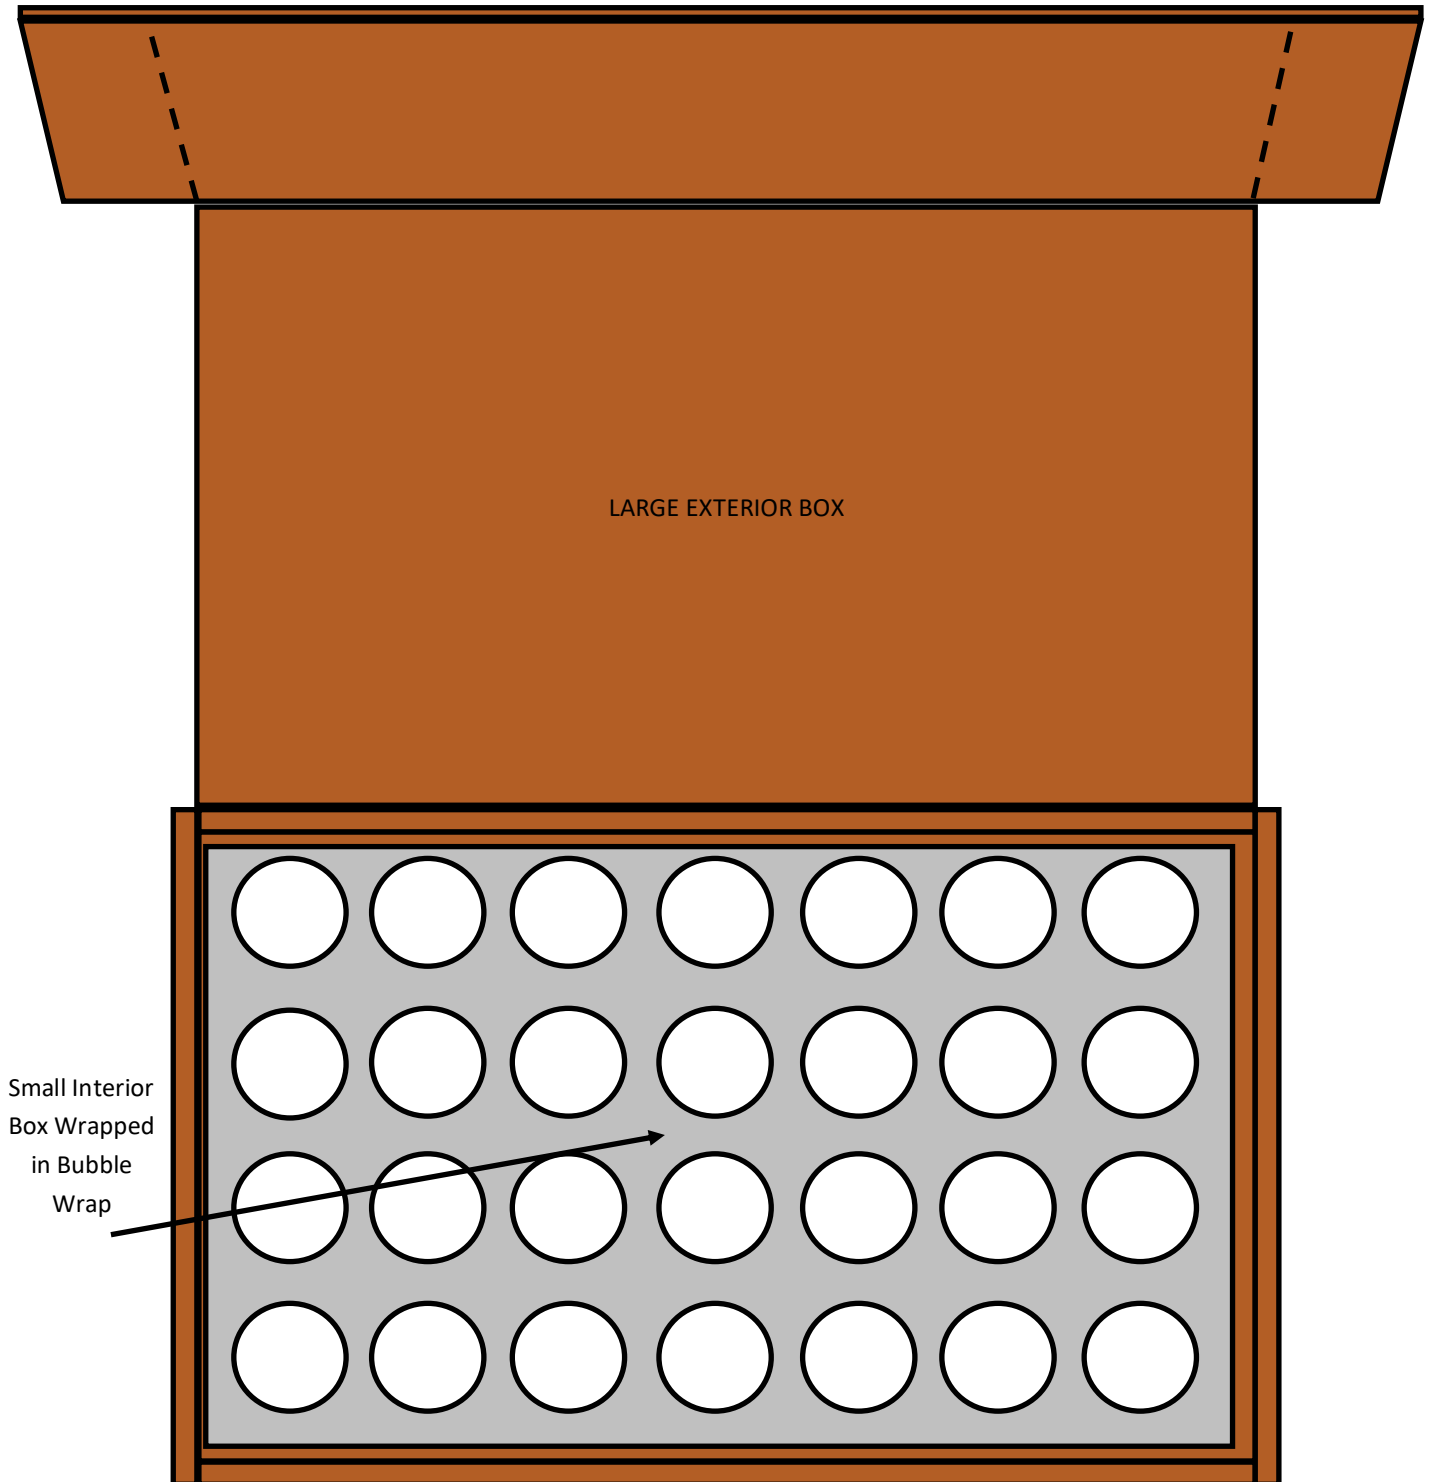 LARGE EXTERIOR BOX
Small Interior
Box Wrapped
in Bubble
Wrap